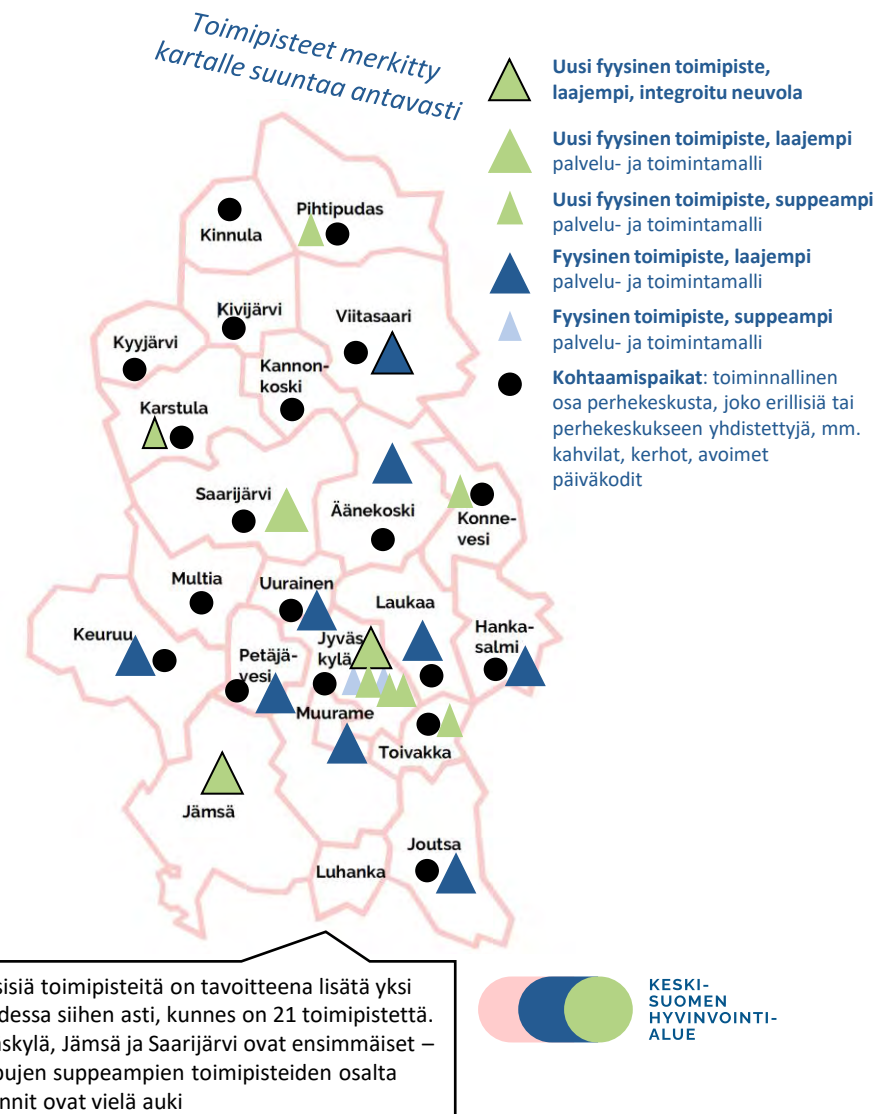 Toimipisteet merkitty
kartalle suuntaa antavasti
Uusi fyysinen toimipiste,
laajempi, integroitu neuvola
Uusi fyysinen toimipiste, laajempi
palvelu- ja toimintamalli
Uusi fyysinen toimipiste, suppeampi
palvelu- ja toimintamalli
Fyysinen toimipiste, laajempi
palvelu- ja toimintamalli
Fyysinen toimipiste, suppeampi
palvelu- ja toimintamalli
Kohtaamispaikat: toiminnallinen
osa perhekeskusta, joko erillisiä tai
perhekeskukseen yhdistettyjä, mm.
kahvilat, kerhot, avoimet
päiväkodit
Kinnula
Pihtipudas
Kivijärvi
Viitasaari
Kyyjärvi
Kannon-
koski
Karstula
Saarijärvi
Äänekoski
Konne-
vesi
Multia
Uurainen
Laukaa
Keuruu
Petäjä-
vesi
Jyväs
kylä
Hanka-
salmi
Muurame
Toivakka
Jämsä
Joutsa
Luhanka
toimipisteitä on tavoitteena lisätä yksi
siihen asti, kunnes on 21 toimipistettä.
Jämsä ja Saarijärvi ovat ensimmäiset –
suppeampien toimipisteiden osalta
ovat vielä auki
KESKI-
SUOMEN
HYVINVOINTI-
ALUE